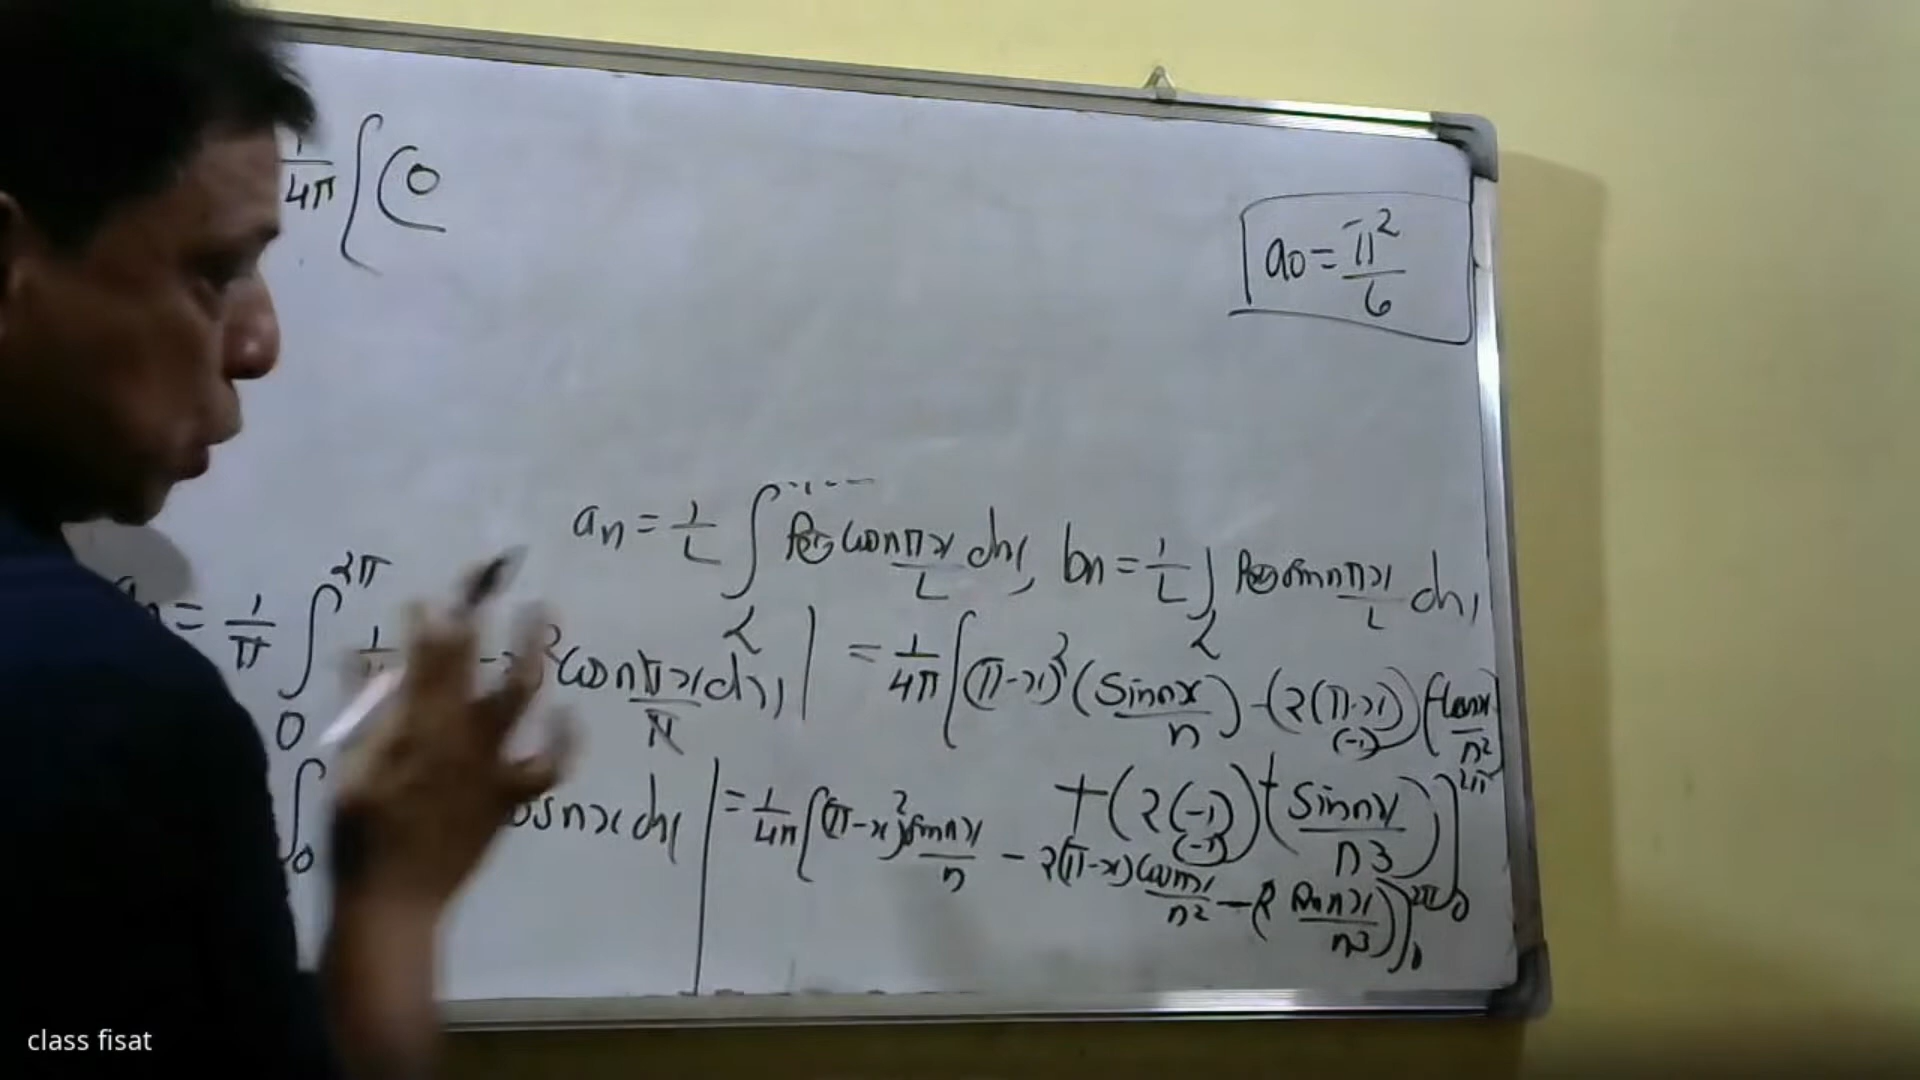 1/4π [(0
a0 = π²/6
an = 1/L ∫ f(x) cos nπx/L dx, bn = 1/L ∫ f(x) sin nπx/L dx
= 1/π ∫0^2π cos nπx/π dx = 1/4π [(π-x)² (sin nx/n) - (2(π-x)(-1)) (-cos nx/n²
+ (2(-1)(-1)) (sin nx/n3)]0^2π
∫0 cos nx dx = 1/4π [(π-x)² sin nx/n - 2(π-x) cos nx/n² - 2 sin nx/n3)]0^2π
class fisat